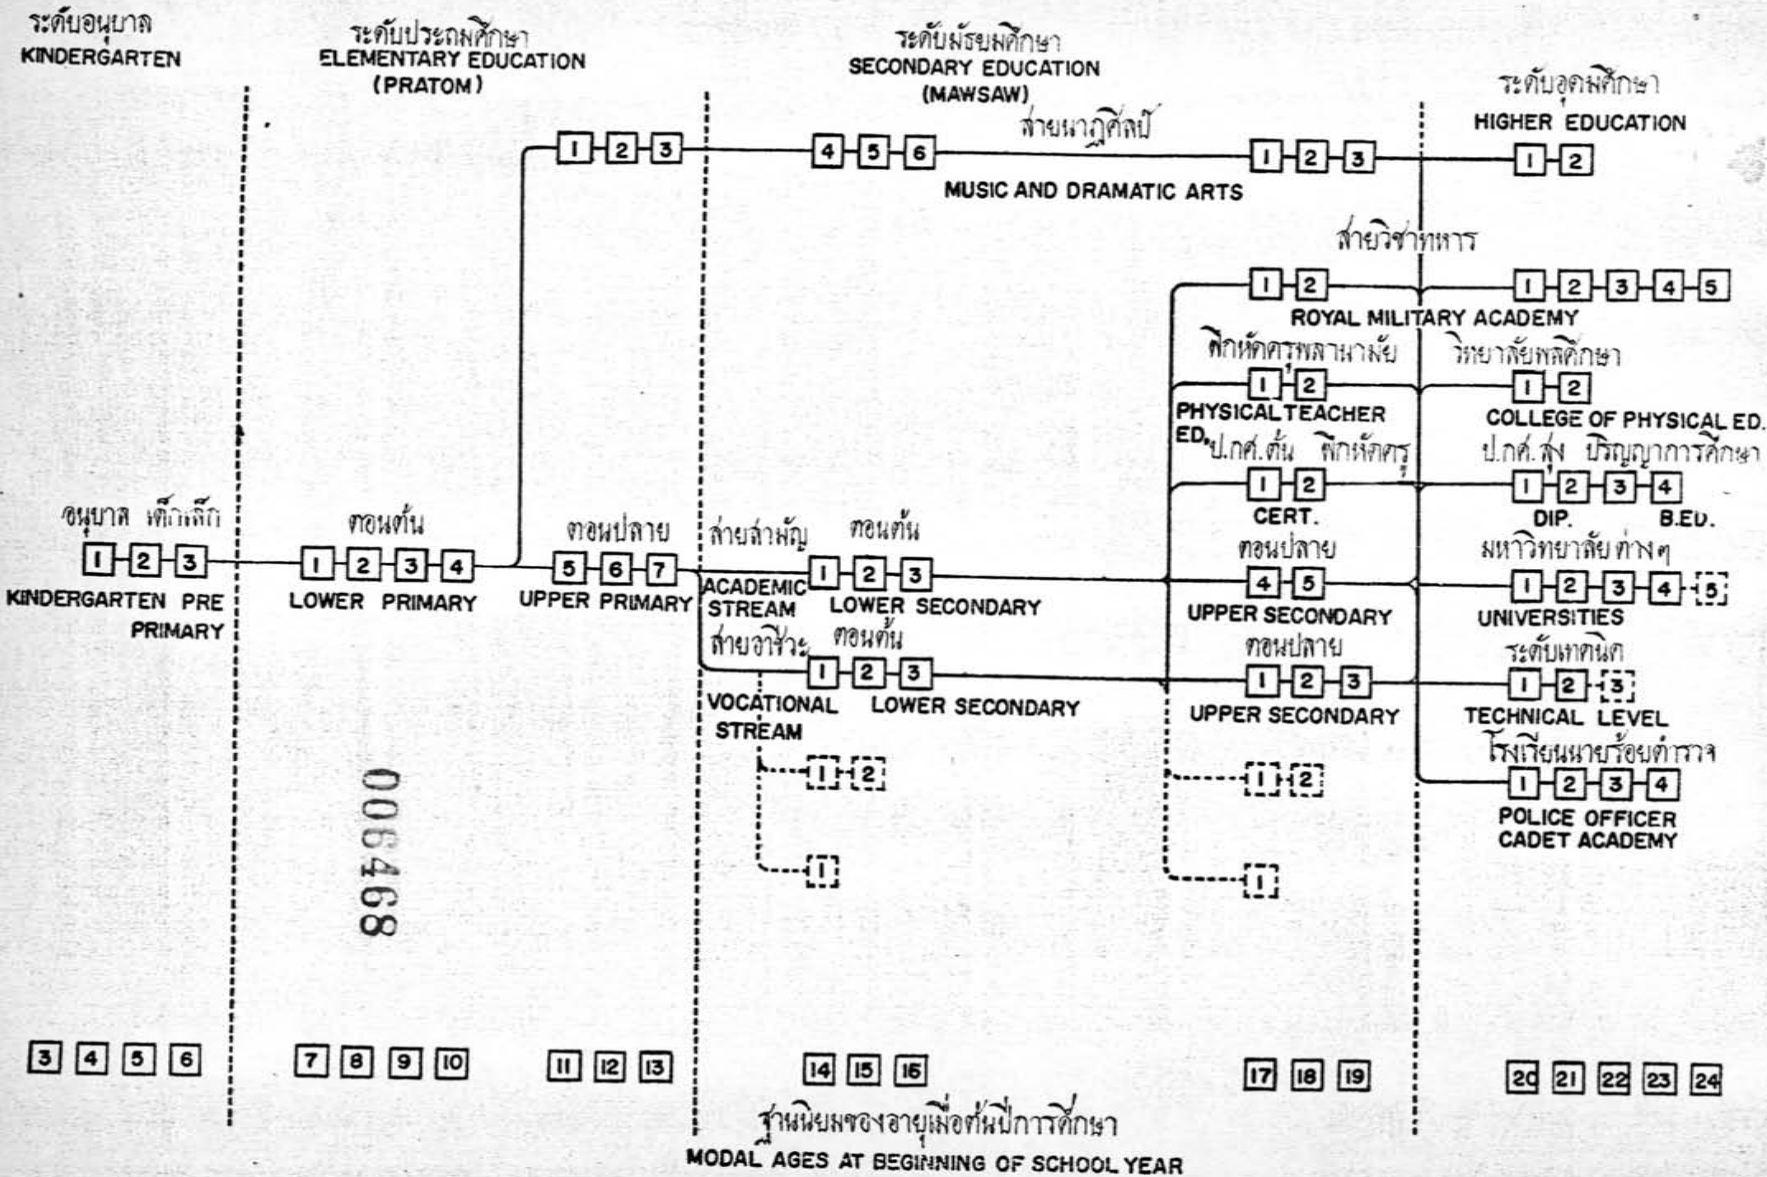 ระดับอนุบาล
KINDERGARTEN
ระดับประถมศึกษา
ELEMENTARY EDUCATION
(PRATOM)
ระดับมัธยมศึกษา
SECONDARY EDUCATION
(MAWSAW)
ระดับอุดมศึกษา
HIGHER EDUCATION
สายนาฏศิลป์
1 2 3 4 5 6 1 2 3 1 2
MUSIC AND DRAMATIC ARTS
สายวิชาทหาร
1 2 1 2 3 4 5
ROYAL MILITARY ACADEMY
ฝึกหัดครูพลานามัย วิทยาลัยพลศึกษา
1 2 1 2
PHYSICAL TEACHER ED.
COLLEGE OF PHYSICAL ED.
ป.กศ.ต้น ฝึกหัดครู ป.กศ.สูง ปริญญาการศึกษา
1 2 1 2 3 4
CERT. DIP. B.ED.
อนุบาล เด็กเล็ก ตอนต้น ตอนปลาย สายสามัญ ตอนต้น ตอนปลาย มหาวิทยาลัยต่างๆ
1 2 3 1 2 3 4 5 6 7 1 2 3 4 5 1 2 3 4 5
KINDERGARTEN PRE PRIMARY
LOWER PRIMARY
UPPER PRIMARY
ACADEMIC STREAM
LOWER SECONDARY
UPPER SECONDARY
UNIVERSITIES
สายอาชีวะ ตอนต้น ตอนปลาย ระดับเทคนิค
1 2 3 1 2 3 1 2 3
VOCATIONAL STREAM
LOWER SECONDARY
UPPER SECONDARY
TECHNICAL LEVEL
โรงเรียนนายร้อยตำรวจ
1 2 1 2 1 2 3 4
POLICE OFFICER
CADET ACADEMY
1 1
006468
3 4 5 6 7 8 9 10 11 12 13 14 15 16 17 18 19 20 21 22 23 24
ฐานนิยมของอายุเมื่อต้นปีการศึกษา
MODAL AGES AT BEGINNING OF SCHOOL YEAR